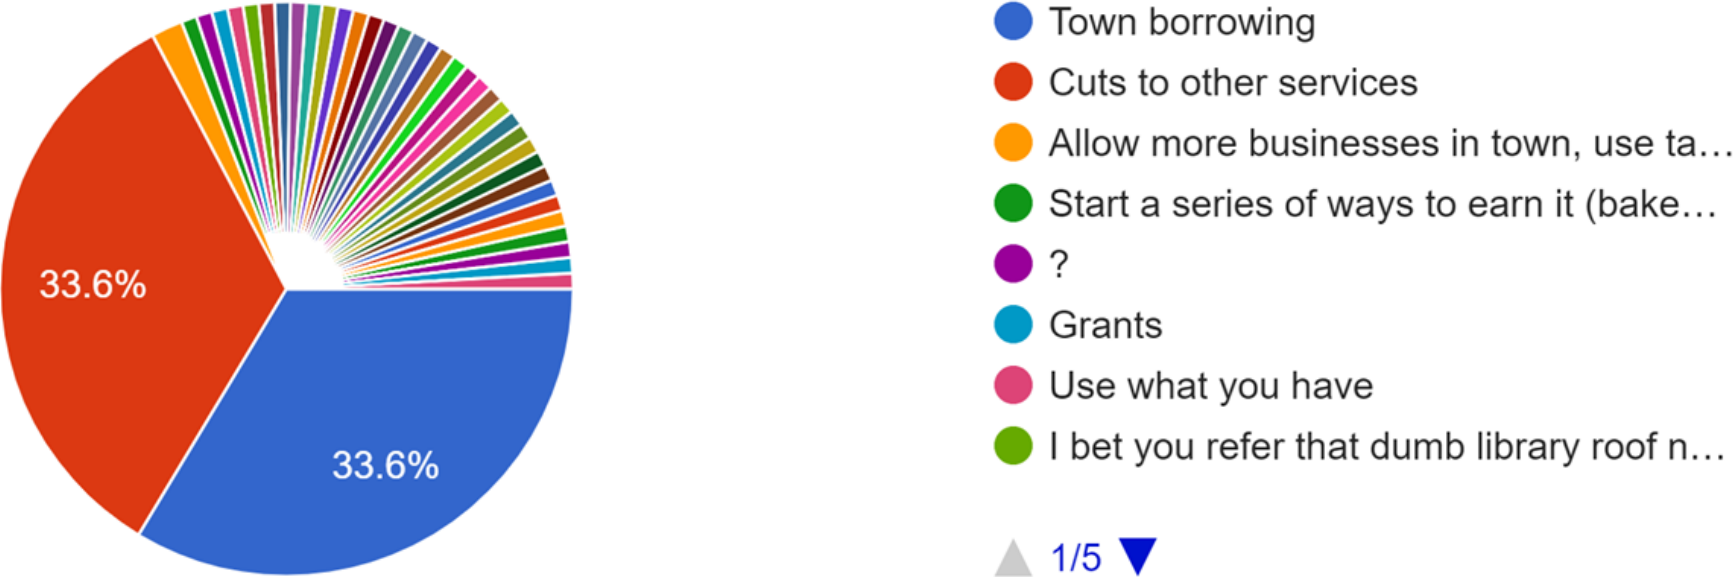 33.6%
33.6%
Town borrowing
Cuts to other services
Allow more businesses in town, use ta…
Start a series of ways to earn it (bake…
?
Grants
Use what you have
I bet you refer that dumb library roof n…
1/5